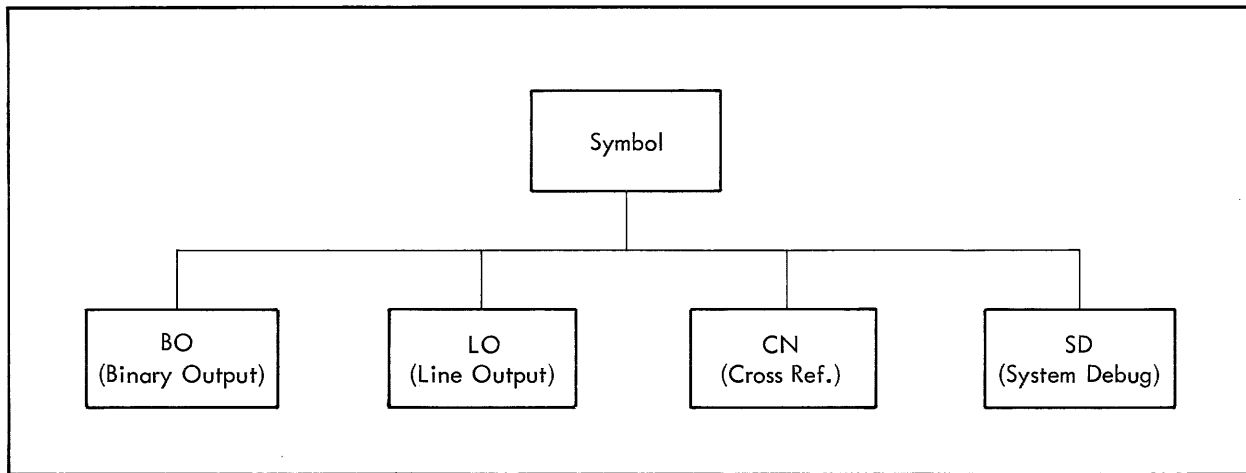 Symbol
BO
(Binary Output)
LO
(Line Output)
CN
(Cross Ref.)
SD
(System Debug)